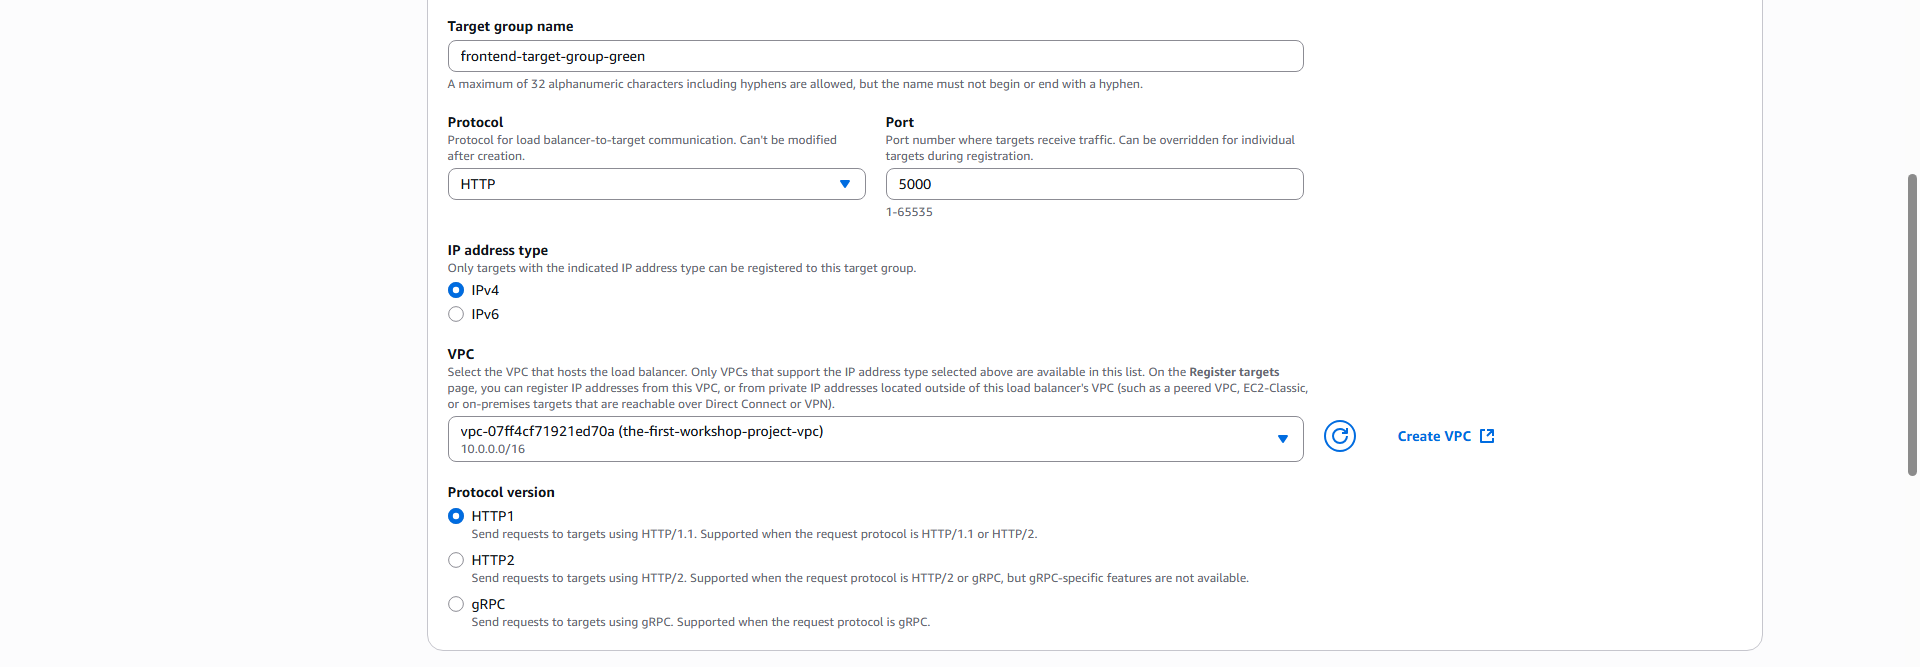 Target group name
frontend-target-group-green
A maximum of 32 alphanumeric characters including hyphens are allowed, but the name must not begin or end with a hyphen.
Protocol
Protocol for load balancer-to-target communication. Can't be modified
after creation.
HTTP
Port
Port number where targets receive traffic. Can be overridden for individual
targets during registration.
5000
1-65535
IP address type
Only targets with the indicated IP address type can be registered to this target group.
IPv4
IPv6
VPC
Select the VPC that hosts the load balancer. Only VPCs that support the IP address type selected above are available in this list. On the Register targets
page, you can register IP addresses from this VPC, or from private IP addresses located outside of this load balancer's VPC (such as a peered VPC, EC2-Classic,
or on-premises targets that are reachable over Direct Connect or VPN).
vpc-07ff4cf71921ed70a (the-first-workshop-project-vpc)
10.0.0.0/16
Create VPC
Protocol version
HTTP1
Send requests to targets using HTTP/1.1. Supported when the request protocol is HTTP/1.1 or HTTP/2.
HTTP2
Send requests to targets using HTTP/2. Supported when the request protocol is HTTP/2 or gRPC, but gRPC-specific features are not available.
gRPC
Send requests to targets using gRPC. Supported when the request protocol is gRPC.